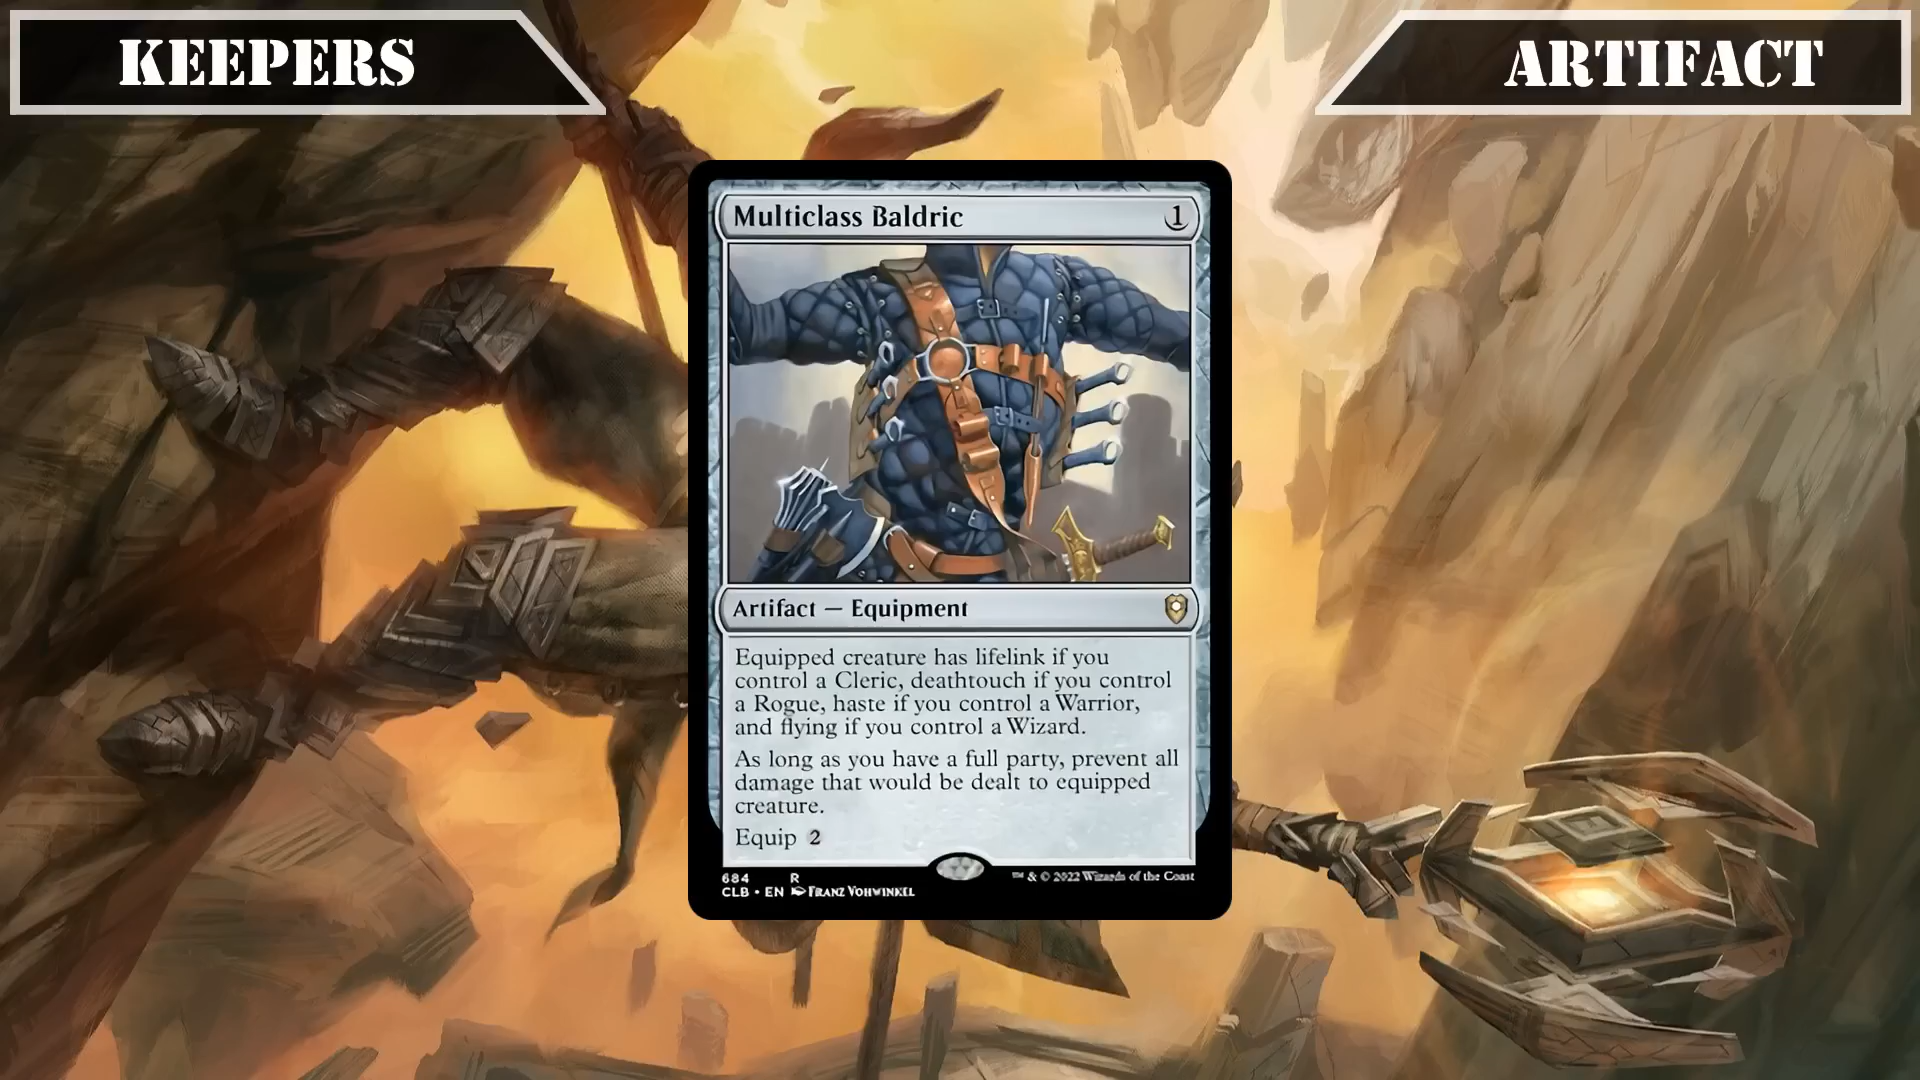 KEEPERS
ARTIFACT
Multiclass Baldric 1
Artifact — Equipment
Equipped creature has lifelink if you
control a Cleric, deathtouch if you control
a Rogue, haste if you control a Warrior,
and flying if you control a Wizard.
As long as you have a full party, prevent all
damage that would be dealt to equipped
creature.
Equip 2
684 R
CLB • EN Franz Vohwinkel
™ & © 2022 Wizards of the Coast